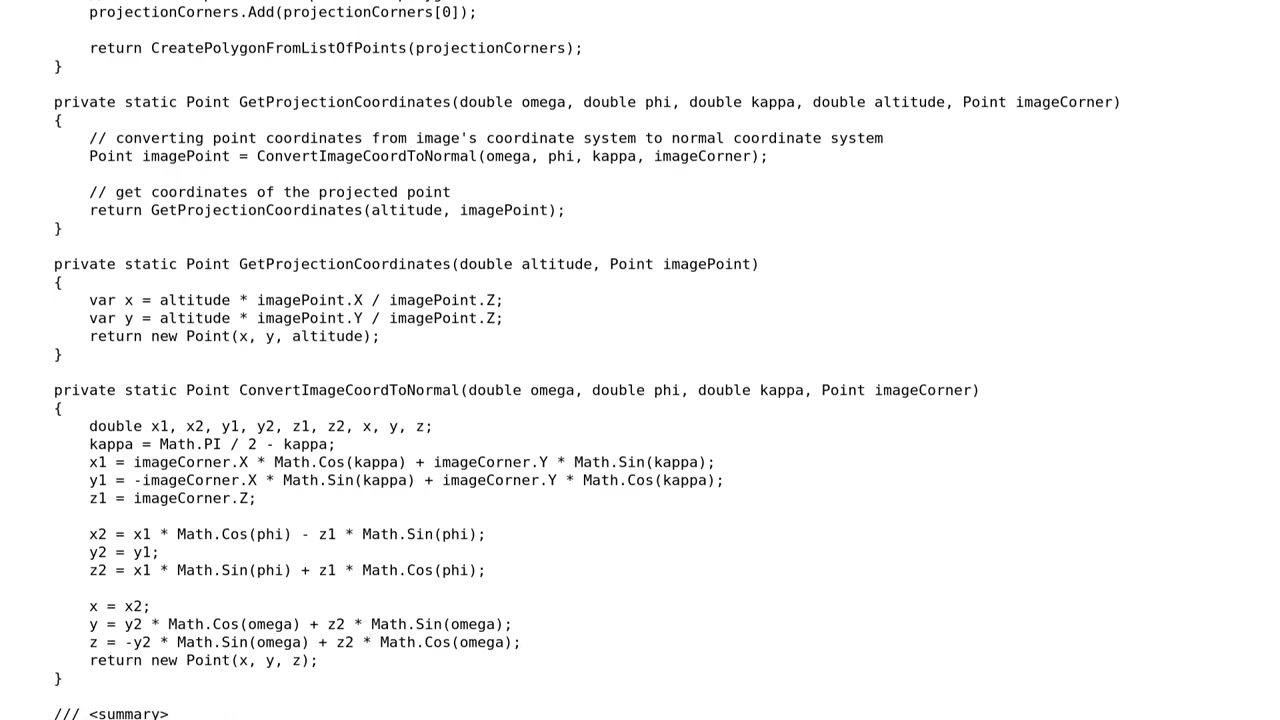 projectionCorners.Add(projectionCorners[0]);
return CreatePolygonFromListOfPoints(projectionCorners);
}
private static Point GetProjectionCoordinates(double omega, double phi, double kappa, double altitude, Point imageCorner)
{
// converting point coordinates from image's coordinate system to normal coordinate system
Point imagePoint = ConvertImageCoordToNormal(omega, phi, kappa, imageCorner);
// get coordinates of the projected point
return GetProjectionCoordinates(altitude, imagePoint);
}
private static Point GetProjectionCoordinates(double altitude, Point imagePoint)
{
var x = altitude * imagePoint.X / imagePoint.Z;
var y = altitude * imagePoint.Y / imagePoint.Z;
return new Point(x, y, altitude);
}
private static Point ConvertImageCoordToNormal(double omega, double phi, double kappa, Point imageCorner)
{
double x1, x2, y1, y2, z1, z2, x, y, z;
kappa = Math.PI / 2 - kappa;
x1 = imageCorner.X * Math.Cos(kappa) + imageCorner.Y * Math.Sin(kappa);
y1 = -imageCorner.X * Math.Sin(kappa) + imageCorner.Y * Math.Cos(kappa);
z1 = imageCorner.Z;
x2 = x1 * Math.Cos(phi) - z1 * Math.Sin(phi);
y2 = y1;
z2 = x1 * Math.Sin(phi) + z1 * Math.Cos(phi);
x = x2;
y = y2 * Math.Cos(omega) + z2 * Math.Sin(omega);
z = -y2 * Math.Sin(omega) + z2 * Math.Cos(omega);
return new Point(x, y, z);
}
/// <summary>